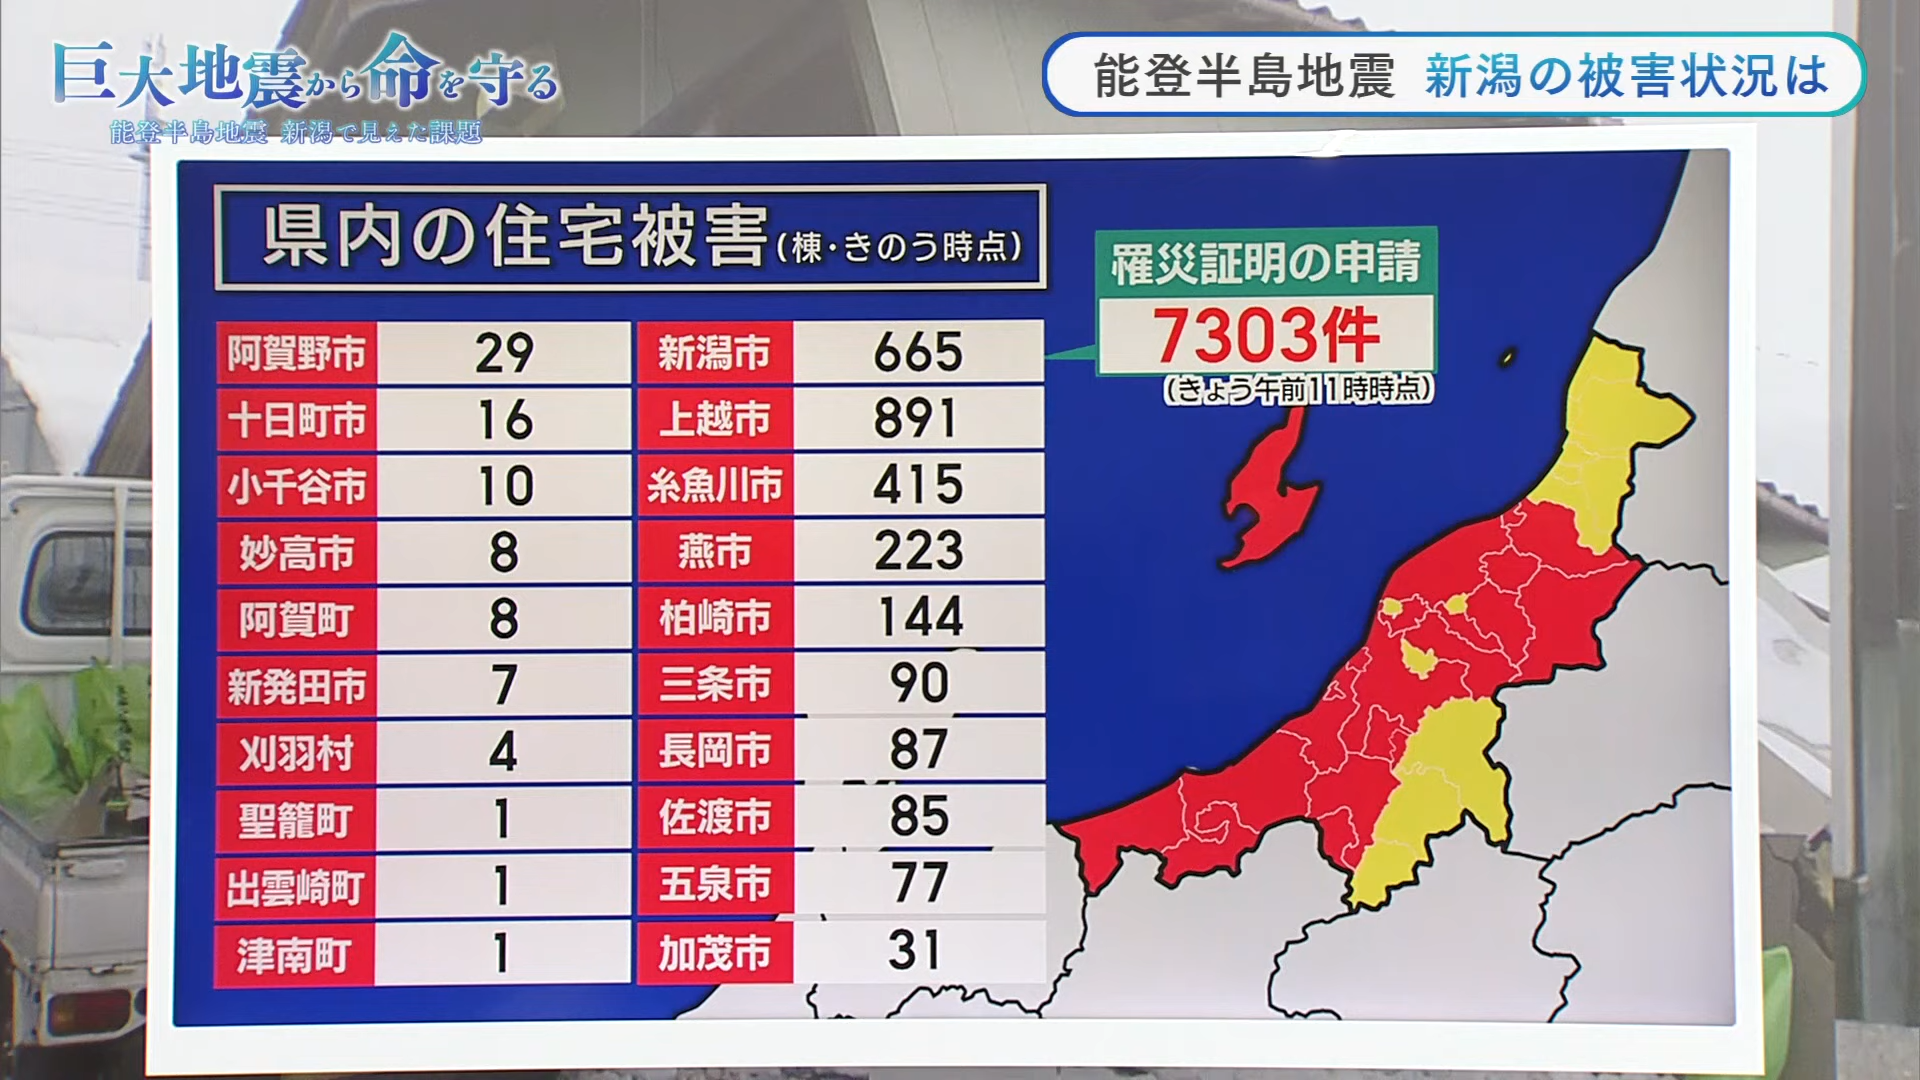 巨大地震から命を守る
能登半島地震 新潟で見えた課題
能登半島地震 新潟の被害状況は
県内の住宅被害(棟・きのう時点)
罹災証明の申請
7303件
(きょう午前11時時点)
阿賀野市 29 新潟市 665
十日町市 16 上越市 891
小千谷市 10 糸魚川市 415
妙高市 8 燕市 223
阿賀町 8 柏崎市 144
新発田市 7 三条市 90
刈羽村 4 長岡市 87
聖籠町 1 佐渡市 85
出雲崎町 1 五泉市 77
津南町 1 加茂市 31